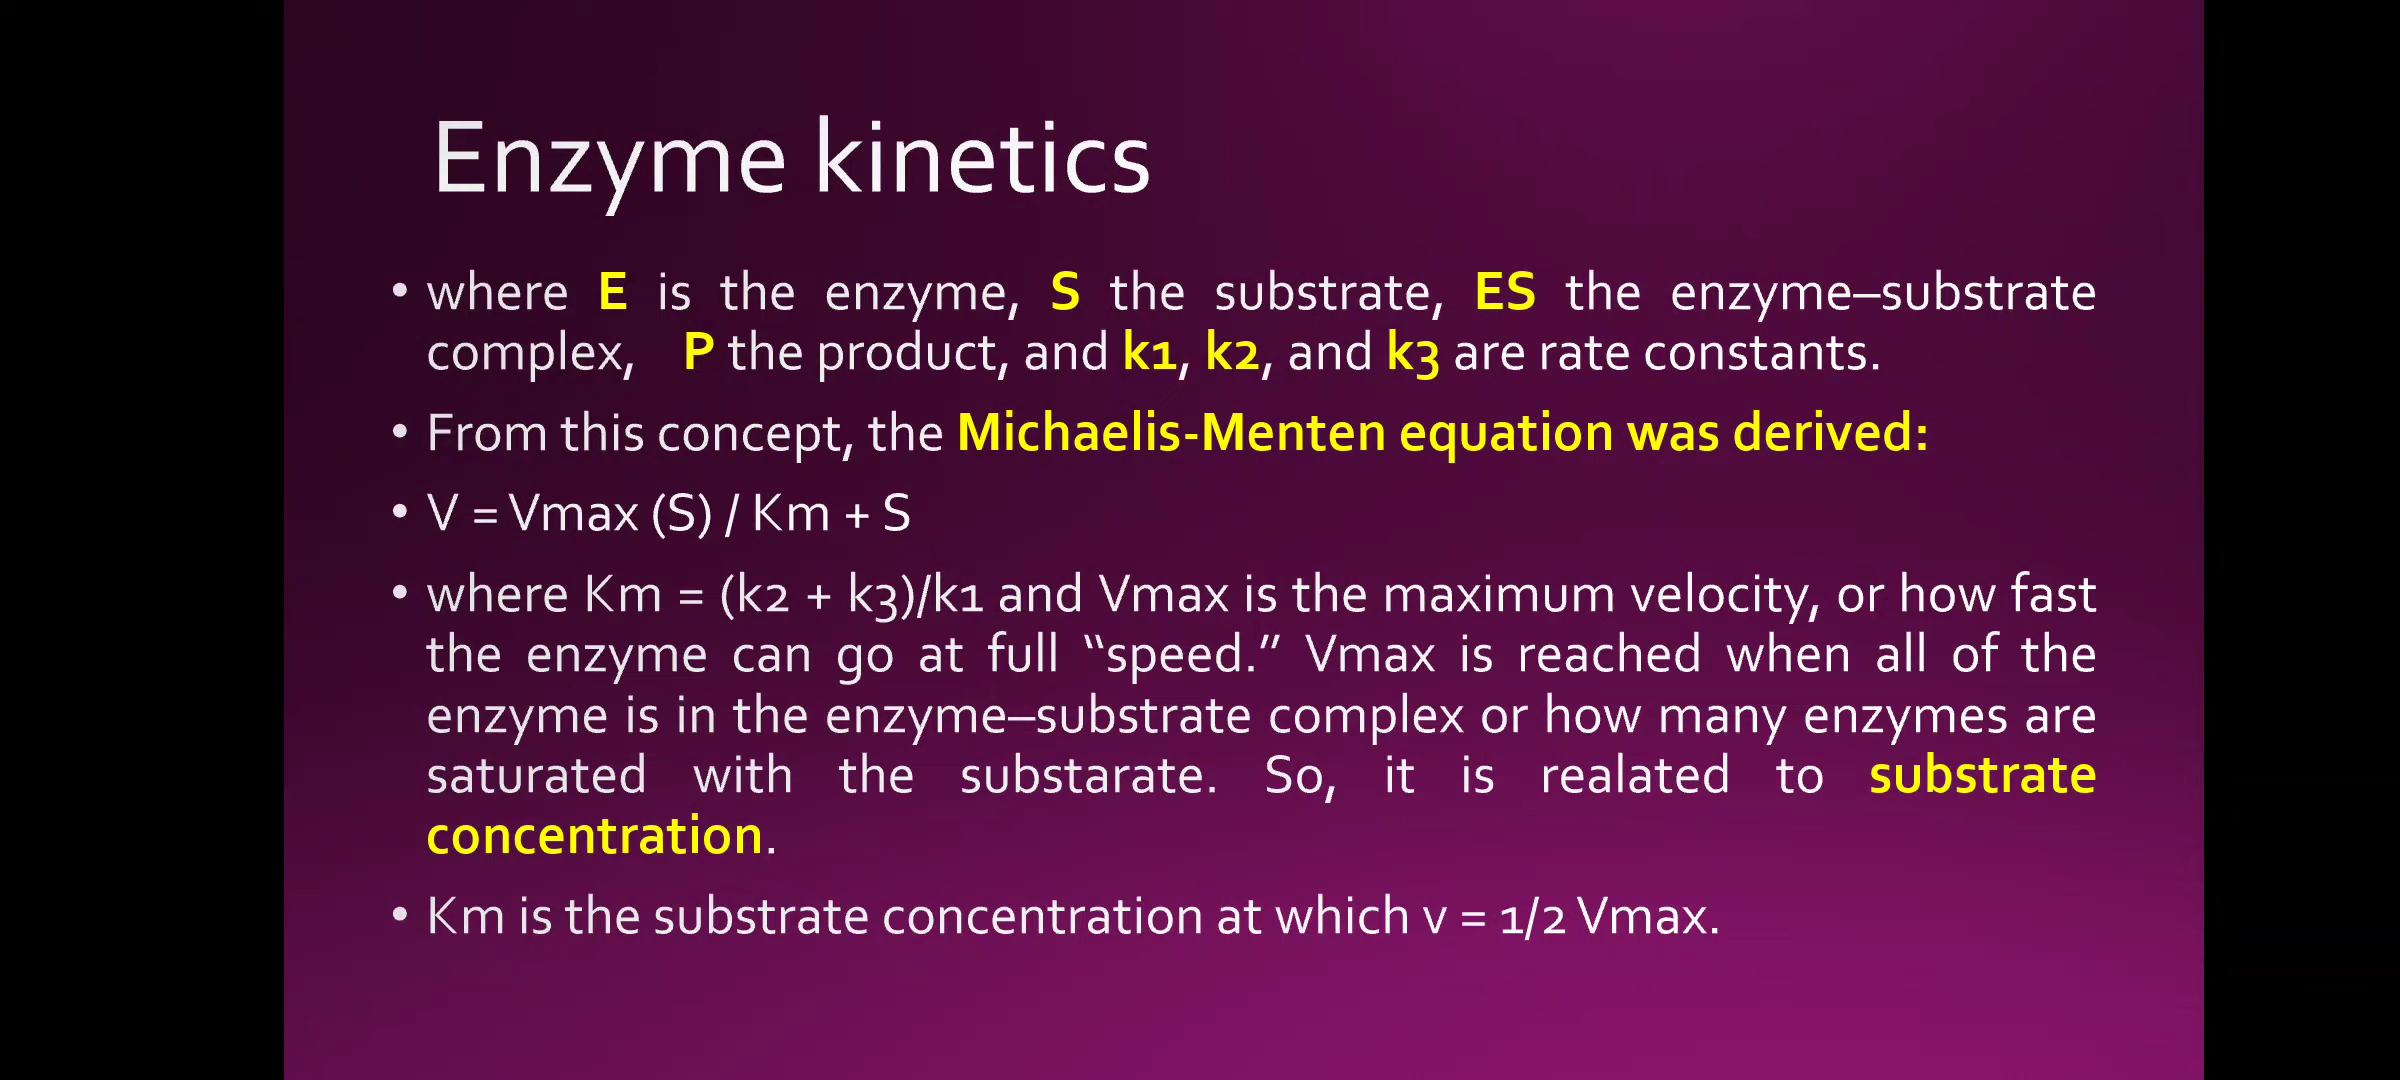 Enzyme kinetics
• where E is the enzyme, S the substrate, ES the enzyme–substrate
complex, P the product, and k1, k2, and k3 are rate constants.
• From this concept, the Michaelis-Menten equation was derived:
• V = Vmax (S) / Km + S
• where Km = (k2 + k3)/k1 and Vmax is the maximum velocity, or how fast
the enzyme can go at full “speed.” Vmax is reached when all of the
enzyme is in the enzyme–substrate complex or how many enzymes are
saturated with the substarate. So, it is realated to substrate
concentration.
• Km is the substrate concentration at which v = 1/2 Vmax.